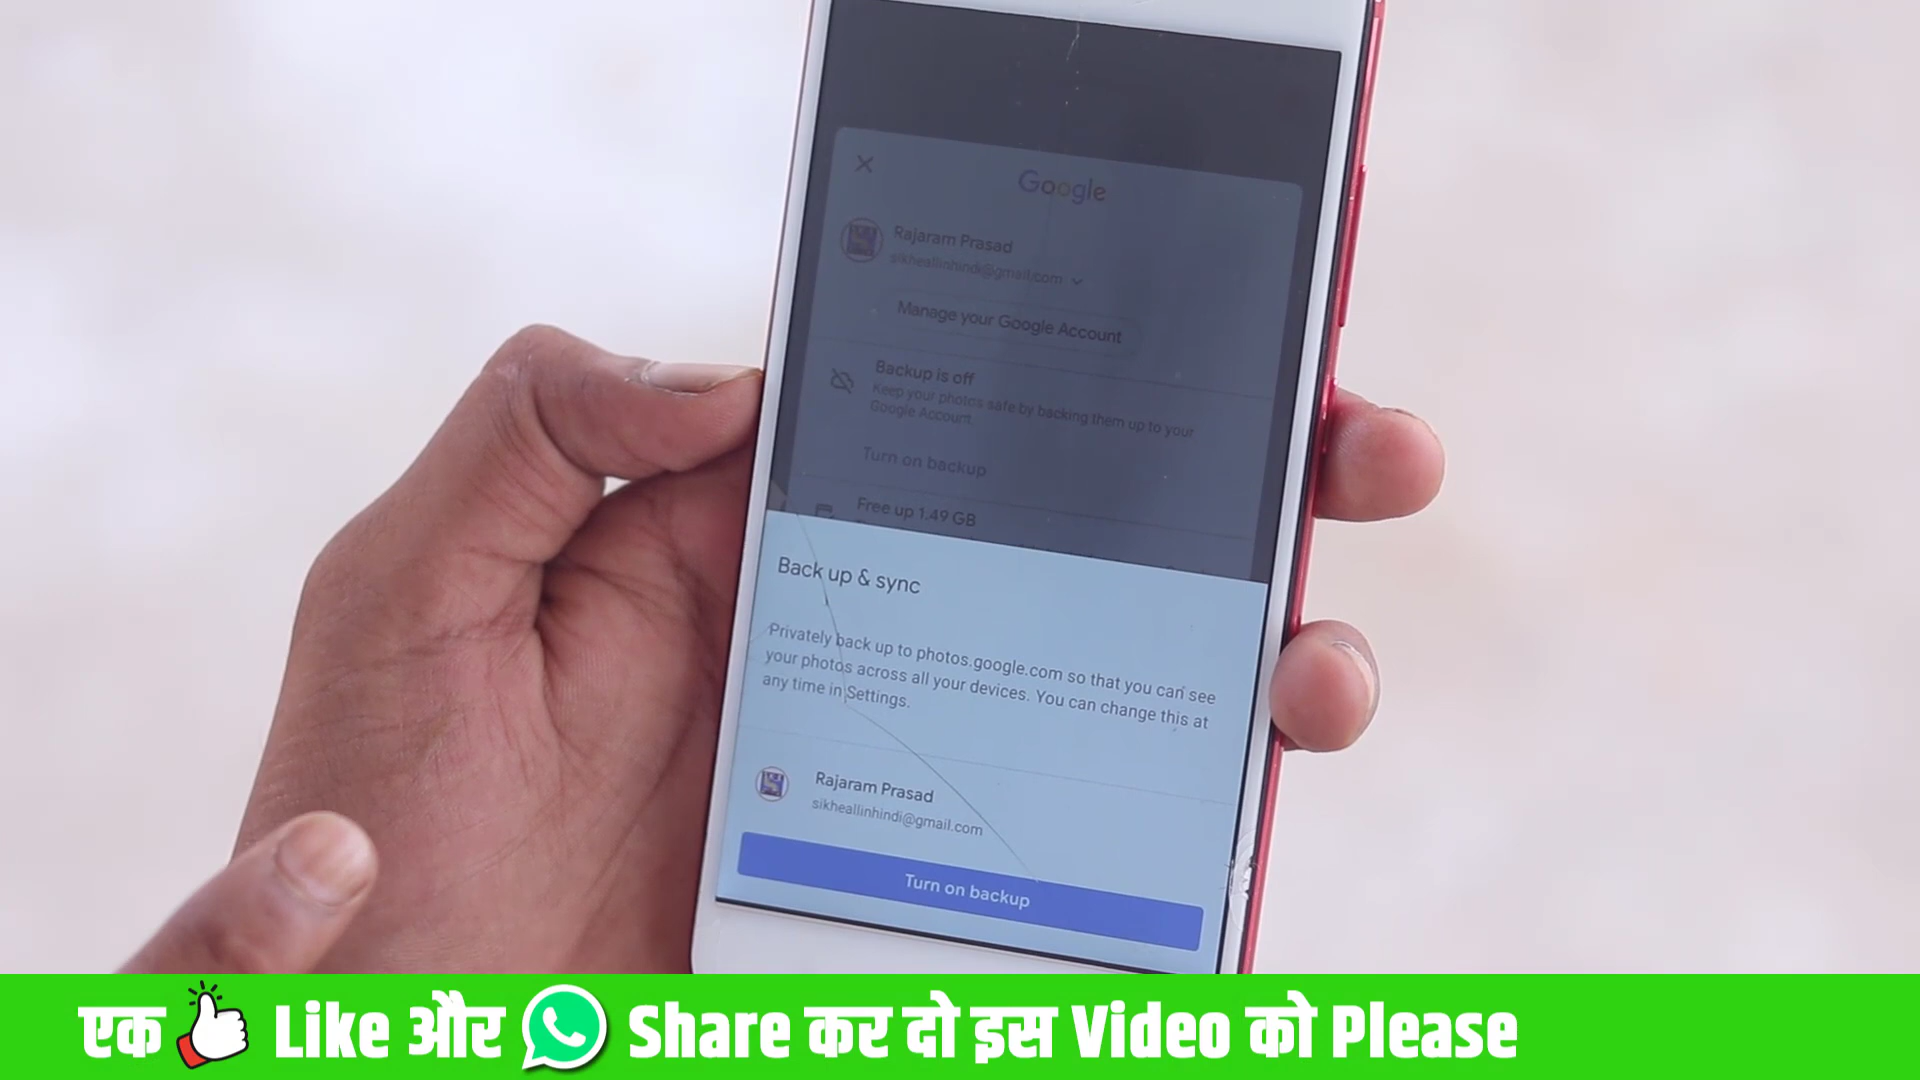 Google
Rajaram Prasad
sikheallinhindi@gmail.com
Manage your Google Account
Backup is off
Keep your photos safe by backing them up to your
Google Account
Turn on backup
Free up 1.49 GB
Back up & sync
Privately back up to photos.google.com so that you can see
your photos across all your devices. You can change this at
any time in Settings.
Rajaram Prasad
sikheallinhindi@gmail.com
Turn on backup
एक Like और Share कर दो इस Video को Please